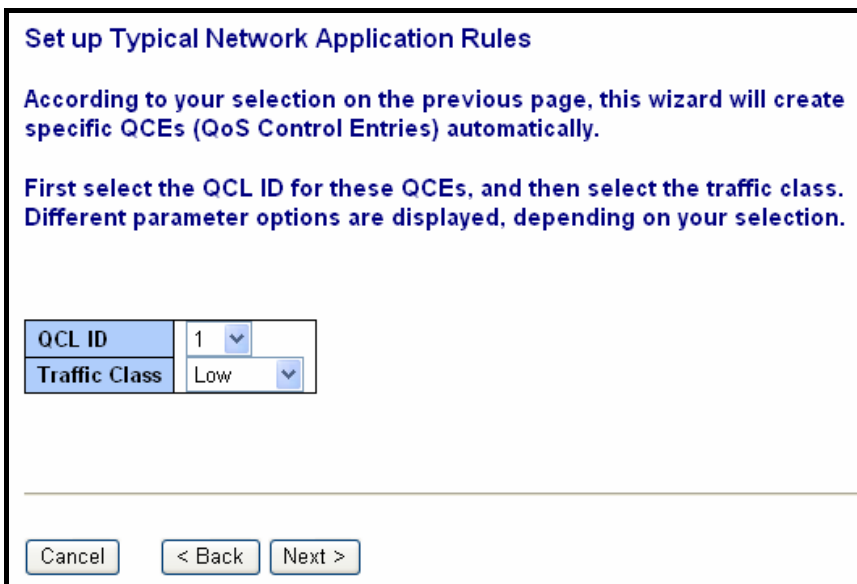 Set up Typical Network Application Rules
According to your selection on the previous page, this wizard will create
specific QCEs (QoS Control Entries) automatically.
First select the QCL ID for these QCEs, and then select the traffic class.
Different parameter options are displayed, depending on your selection.
QCL ID 1
Traffic Class Low
Cancel < Back Next >